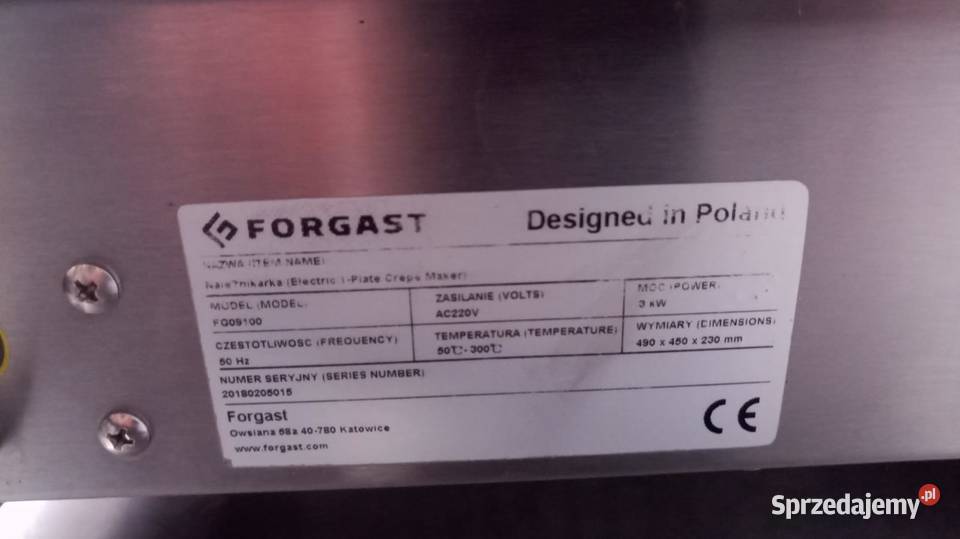 FORGAST
Designed in Poland
NAZWA (ITEM NAME)
Naleśnikarka (Electric 1-Plate Crepe Maker)
MODEL (MODEL)
FG09100
ZASILANIE (VOLTS)
AC220V
MOC (POWER)
3 kW
CZESTOTLIWOSC (FREQUENCY)
50 Hz
TEMPERATURA (TEMPERATURE)
50℃-300℃
WYMIARY (DIMENSIONS)
490 x 450 x 230 mm
NUMER SERYJNY (SERIES NUMBER)
20180205015
Forgast
Owsiana 58a 40-780 Katowice
www.forgast.com
CE
Sprzedajemy.pl